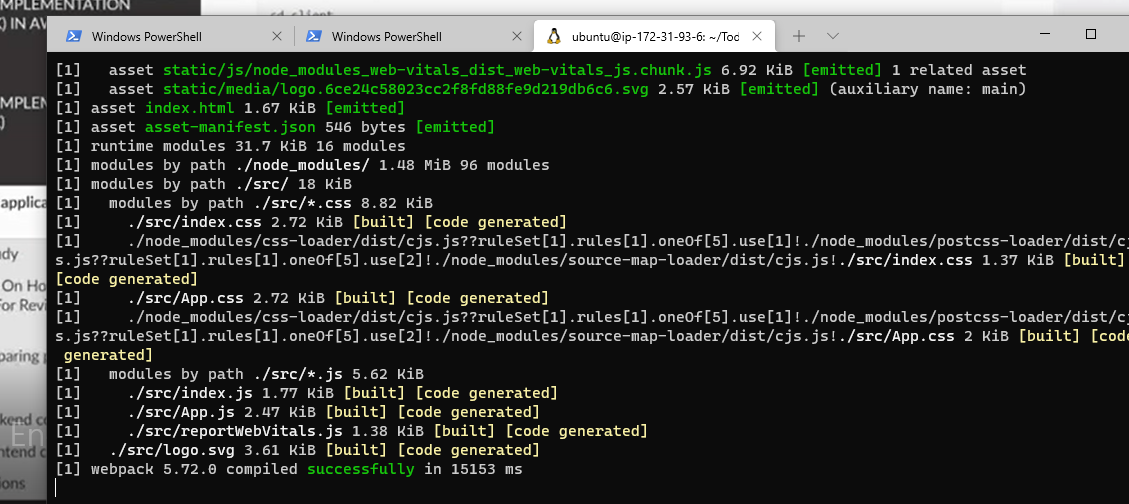 MPLEMENTATION
) IN AW
cd client
Windows PowerShell
Windows PowerShell
ubuntu@ip-172-31-93-6: ~/Tod
[1]   asset static/js/node_modules_web-vitals_dist_web-vitals_js.chunk.js 6.92 KiB [emitted] 1 related asset
[1]   asset static/media/logo.6ce24c58023cc2f8fd88fe9d219db6c6.svg 2.57 KiB [emitted] (auxiliary name: main)
[1] asset index.html 1.67 KiB [emitted]
[1] asset asset-manifest.json 546 bytes [emitted]
[1] runtime modules 31.7 KiB 16 modules
[1] modules by path ./node_modules/ 1.48 MiB 96 modules
[1] modules by path ./src/ 18 KiB
[1]   modules by path ./src/*.css 8.82 KiB
[1]     ./src/index.css 2.72 KiB [built] [code generated]
[1]     ./node_modules/css-loader/dist/cjs.js??ruleSet[1].rules[1].oneOf[5].use[1]!./node_modules/postcss-loader/dist/cj
s.js??ruleSet[1].rules[1].oneOf[5].use[2]!./node_modules/source-map-loader/dist/cjs.js!./src/index.css 1.37 KiB [built]
[code generated]
[1]     ./src/App.css 2.72 KiB [built] [code generated]
[1]     ./node_modules/css-loader/dist/cjs.js??ruleSet[1].rules[1].oneOf[5].use[1]!./node_modules/postcss-loader/dist/cj
s.js??ruleSet[1].rules[1].oneOf[5].use[2]!./node_modules/source-map-loader/dist/cjs.js!./src/App.css 2 KiB [built] [code
generated]
[1]   modules by path ./src/*.js 5.62 KiB
[1]     ./src/index.js 1.77 KiB [built] [code generated]
[1]     ./src/App.js 2.47 KiB [built] [code generated]
[1]     ./src/reportWebVitals.js 1.38 KiB [built] [code generated]
[1]   ./src/logo.svg 3.61 KiB [built] [code generated]
[1] webpack 5.72.0 compiled successfully in 15153 ms
MPLEMEN
)
applica
udy
On Ho
For Revi
paring p
kend co
En
ntend c
ions